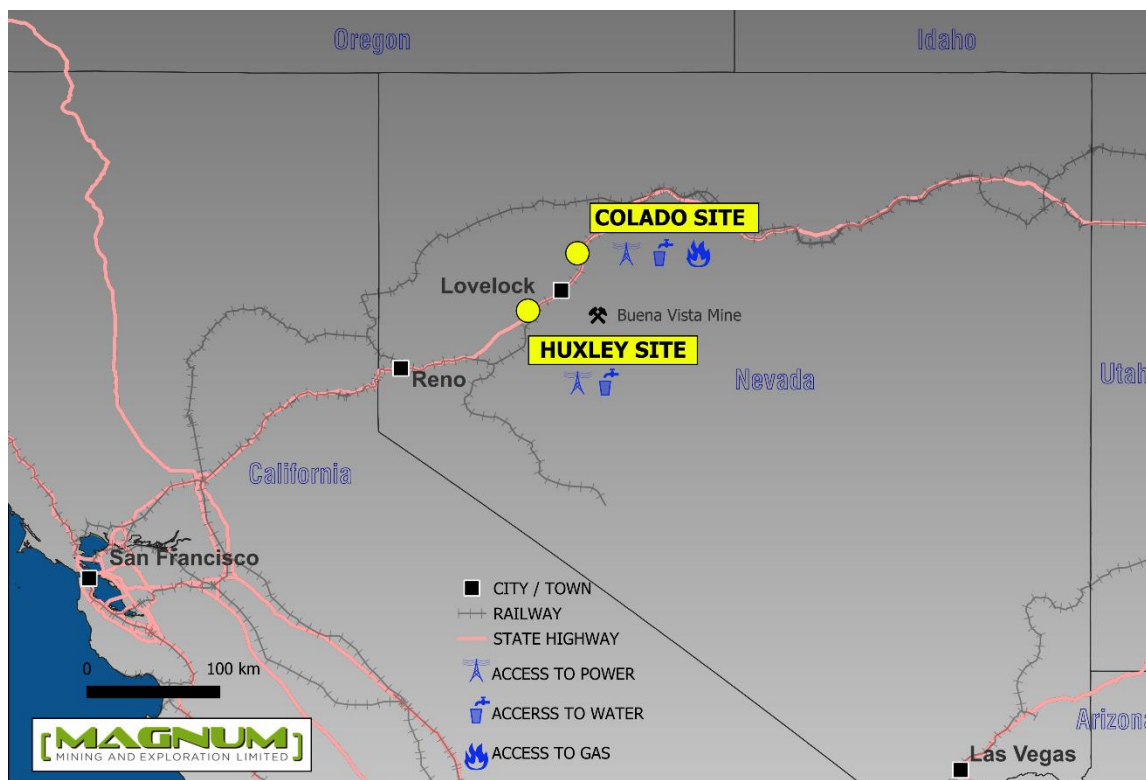 Oregon
Idaho
COLADO SITE
Lovelock
Buena Vista Mine
HUXLEY SITE
Reno
Nevada
Utah
California
San Francisco
CITY / TOWN
RAILWAY
STATE HIGHWAY
0 100 km
ACCESS TO POWER
ACCERSS TO WATER
Arizona
[MAGNUM]
MINING AND EXPLORATION LIMITED
ACCESS TO GAS
Las Vegas